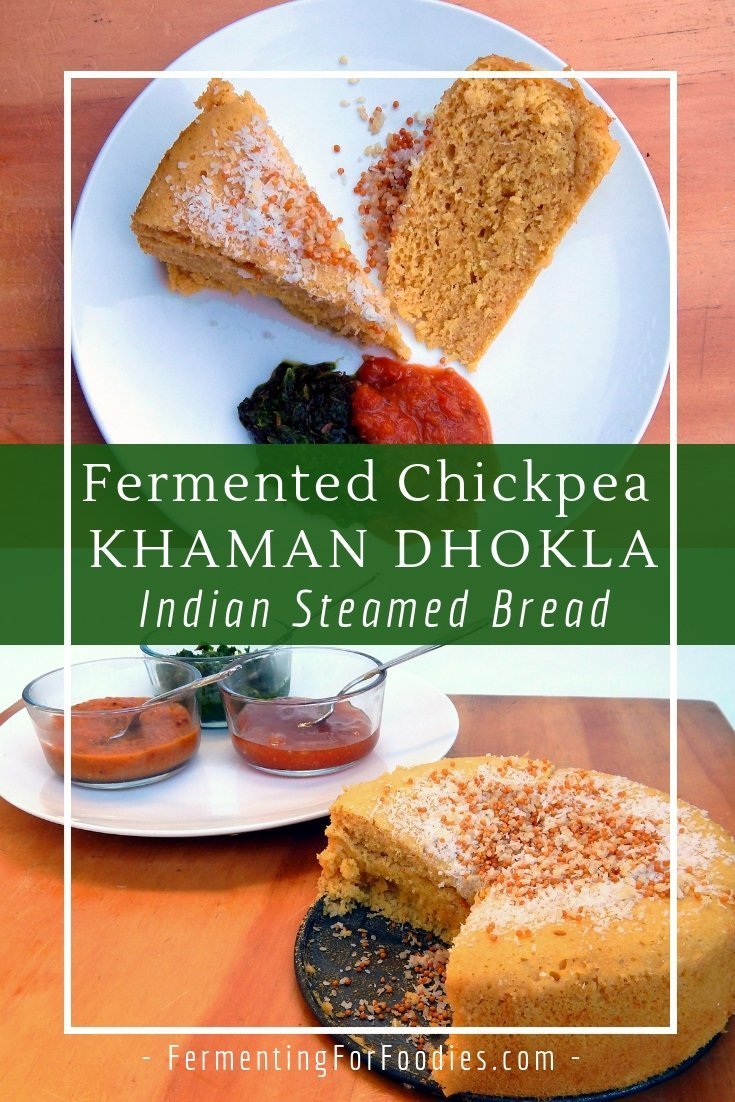 Fermented Chickpea
KHAMAN DHOKLA
Indian Steamed Bread
- FermentingForFoodies.com -